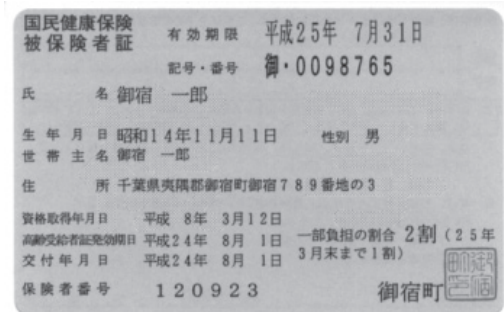 国民健康保険
被保険者証
有効期限 平成25年 7月31日
記号・番号 御・0098765
氏 名 御宿 一郎
生年月日 昭和14年11月11日 性別 男
世帯主名 御宿 一郎
住 所 千葉県夷隅郡御宿町御宿789番地の3
資格取得年月日 平成 8年 3月12日
高齢受給者証発効期日 平成24年 8月 1日 一部負担の割合 2割(25年
交付年月日 平成24年 8月 1日 3月末まで1割)
保険者番号 120923 御宿町
御宿町印